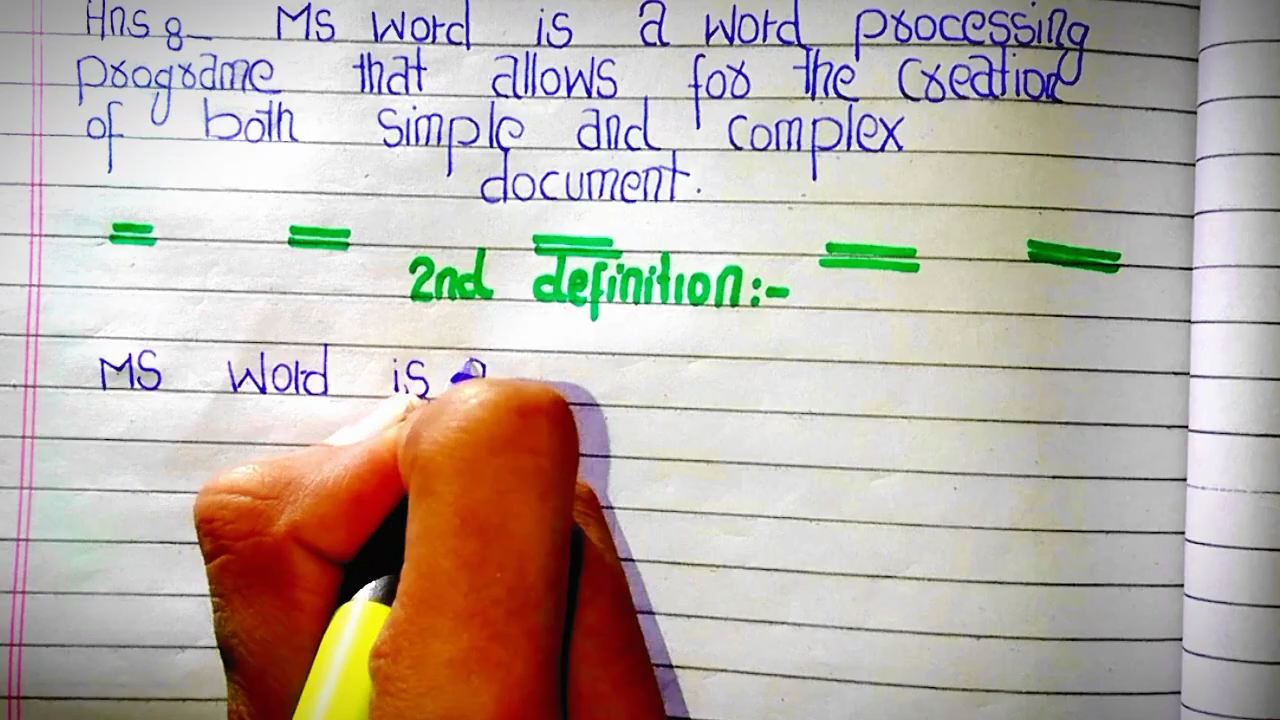 Ans :- Ms Word is a word processing
programe that allows for the Creation
of both simple and complex
document.
2nd definition:-
MS Word is a